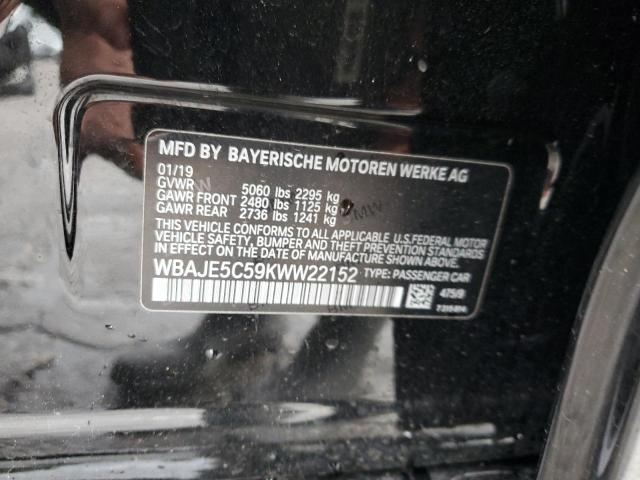 MFD BY BAYERISCHE MOTOREN WERKE AG
01/19
GVWR 5060 lbs 2295 kg
GAWR FRONT 2480 lbs 1125 kg
GAWR REAR 2736 lbs 1241 kg
THIS VEHICLE CONFORMS TO ALL APPLICABLE U.S.FEDERAL MOTOR
VEHICLE SAFETY, BUMPER AND THEFT PREVENTION STANDARDS
IN EFFECT ON THE DATE OF MANUFACTURE SHOWN ABOVE.
WBAJE5C59KWW22152 TYPE: PASSENGER CAR
475/9